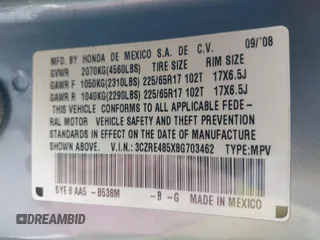 MFD. BY HONDA DE MEXICO S.A. DE C.V. 09/'08
GVWR 2070KG(4560LBS) TIRE SIZE RIM SIZE
GAWR F 1050KG(2310LBS) 225/65R17 102T 17X6.5J
GAWR R 1040KG(2290LBS) 225/65R17 102T 17X6.5J
THIS VEHICLE CONFORMS TO ALL APPLICABLE FEDE-
RAL MOTOR VEHICLE SAFETY AND THEFT PREVENTION
STANDARDS IN EFFECT ON THE DATE OF MANUFACTURE
SHOWN ABOVE.
V.I.N.: 3CZRE485X8G703462 TYPE:MPV
SYE 8 AA5 - B538M -B -G MADE IN MEXICO
DREAMBID